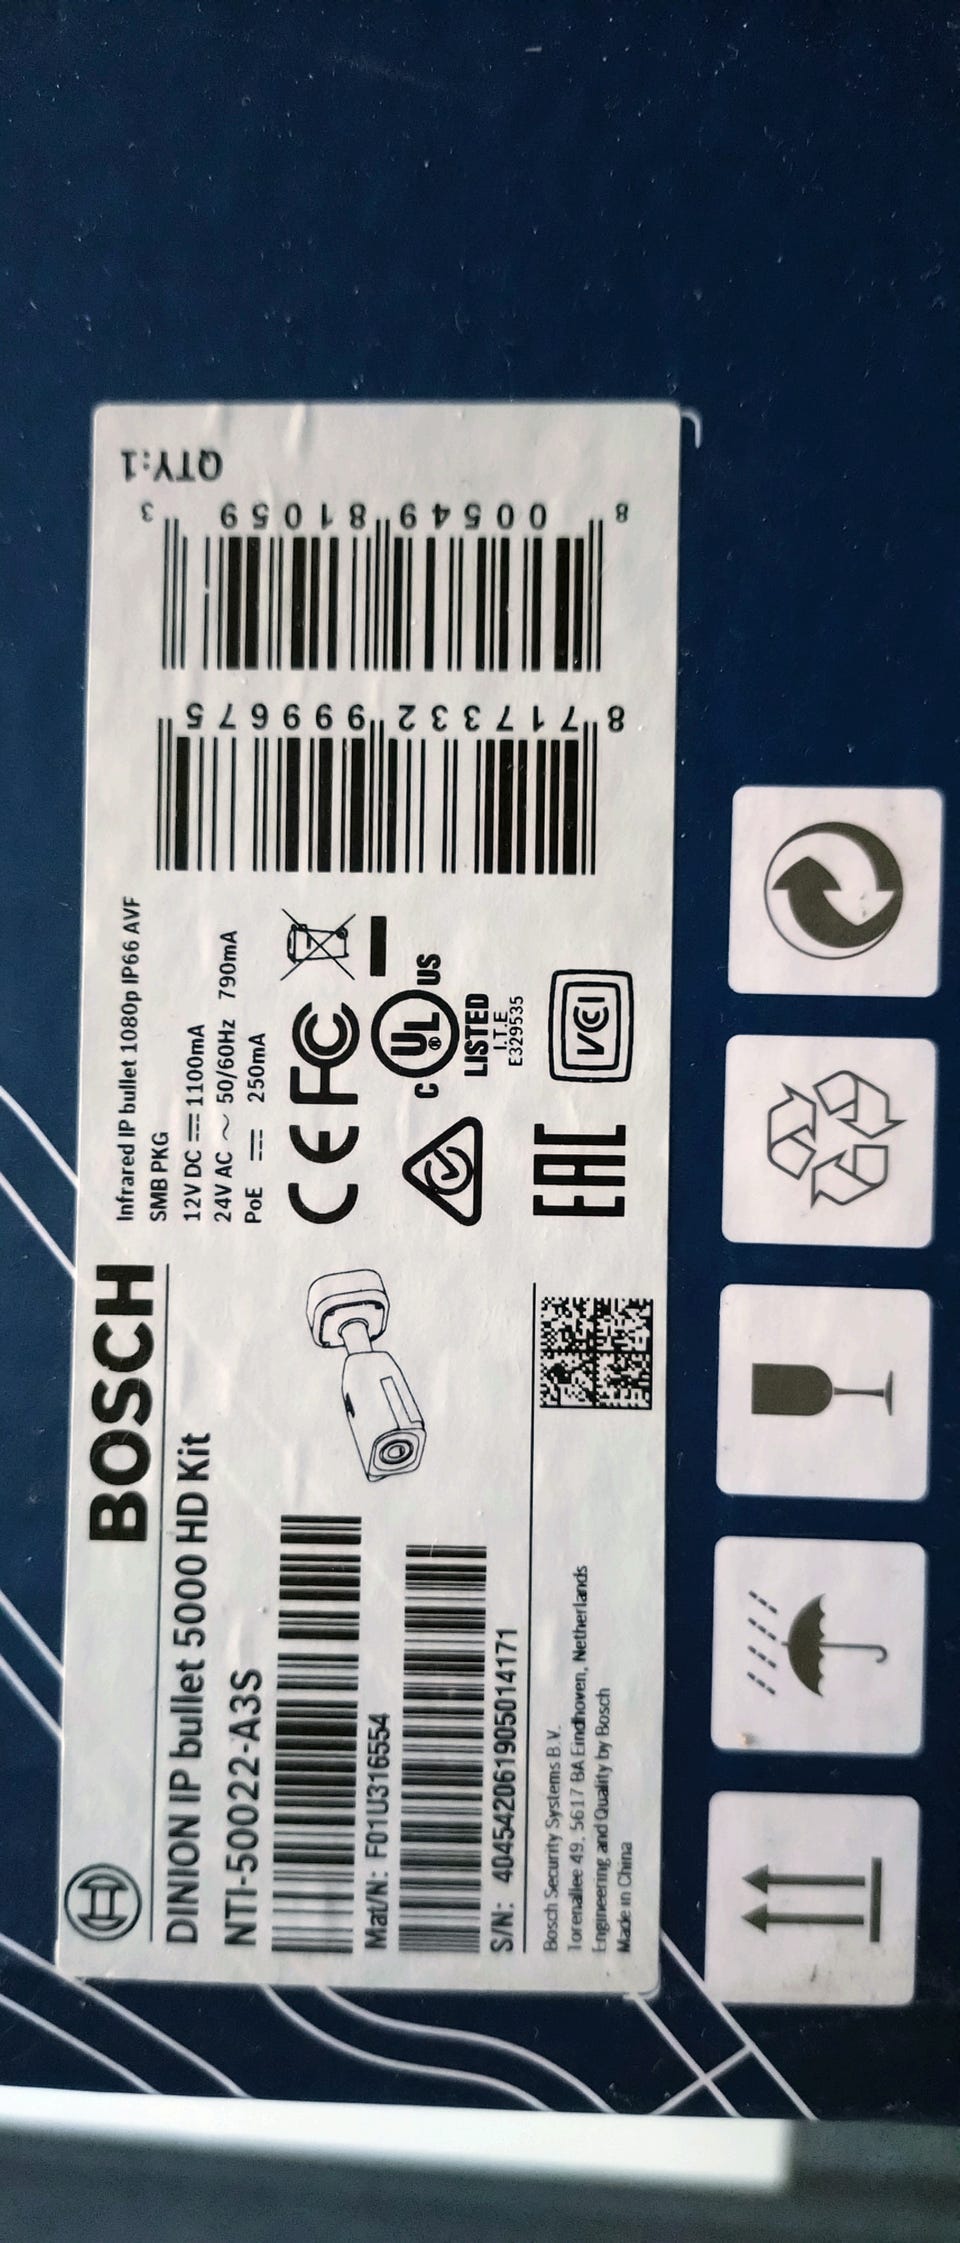 BOSCH
DINION IP bullet 5000 HD Kit
NTI-50022-A3S
Mat/N: F01U316554
S/N: 404542061905014171
Bosch Security Systems B.V.
Torenallee 49, 5617 BA Eindhoven, Netherlands
Engineering and Quality by Bosch
Made in China
Infrared IP bullet 1080p IP66 AVF
SMB PKG
12V DC ⎓ 1100mA
24V AC ~ 50/60Hz 790mA
PoE ⎓ 250mA
CE FC
C UL® US
LISTED
I.T.E
E329535
EAC
VCCI
8 717332 999675
8 00549 81059 3
QTY:1